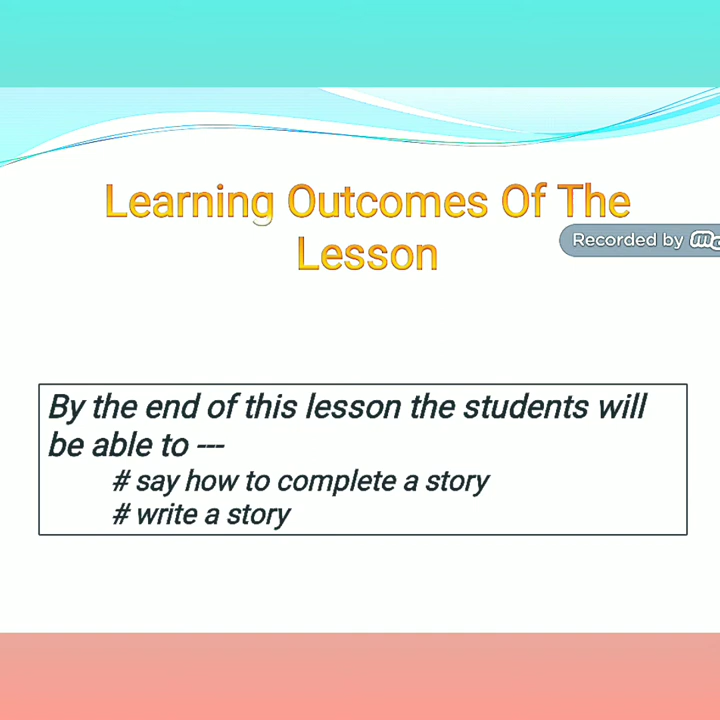 Learning Outcomes Of The
Lesson
Recorded by
By the end of this lesson the students will
be able to ---
# say how to complete a story
# write a story